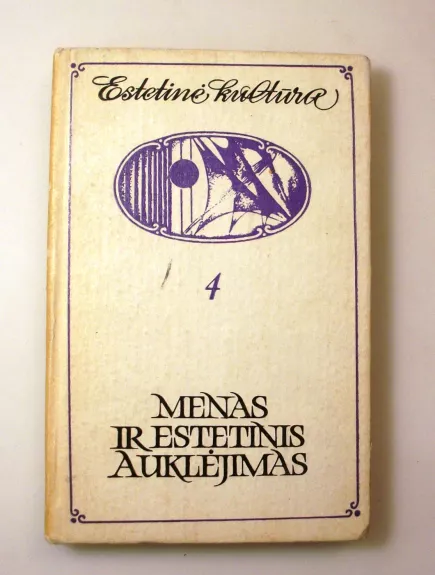 Estetinė kultūra
4
MENAS
IR ESTETINIS
AUKLĖJIMAS